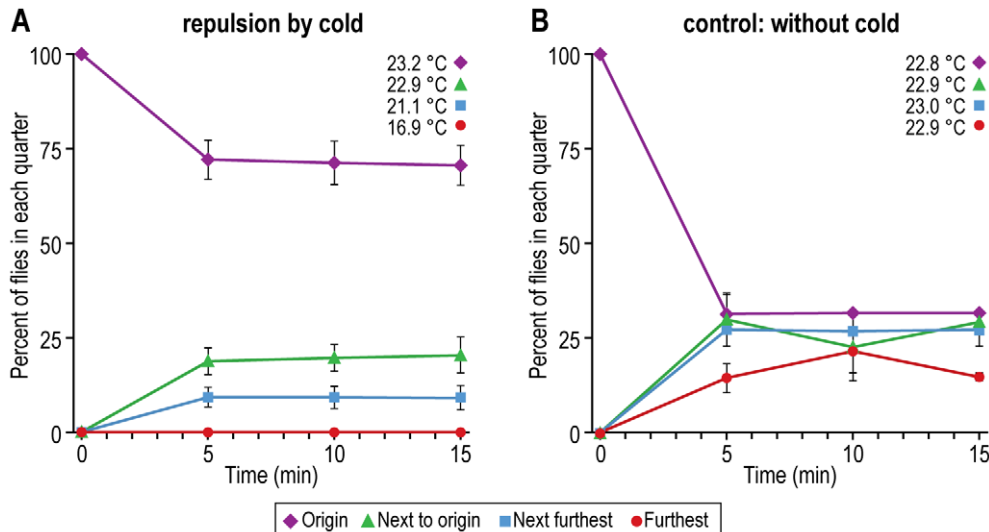 A
repulsion by cold
Percent of flies in each quarter
100
75
50
25
0
23.2 °C
22.9 °C
21.1 °C
16.9 °C
0 5 10 15
Time (min)
B
control: without cold
Percent of flies in each quarter
100
75
50
25
0
22.8 °C
22.9 °C
23.0 °C
22.9 °C
0 5 10 15
Time (min)
Origin Next to origin Next furthest Furthest